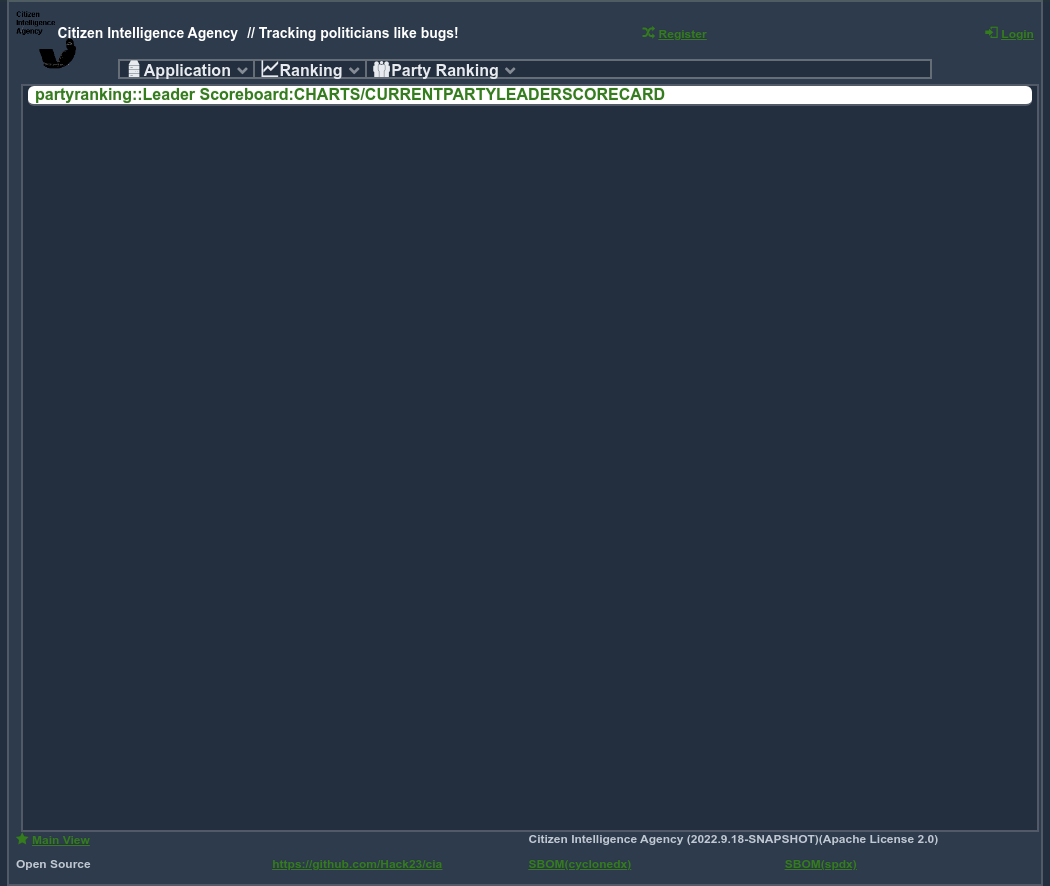 Citizen
Intelligence
Agency
Citizen Intelligence Agency // Tracking politicians like bugs!
Register
Login
Application
Ranking
Party Ranking
partyranking::Leader Scoreboard:CHARTS/CURRENTPARTYLEADERSCORECARD
Main View
Citizen Intelligence Agency (2022.9.18-SNAPSHOT)(Apache License 2.0)
Open Source
https://github.com/Hack23/cia
SBOM(cyclonedx)
SBOM(spdx)